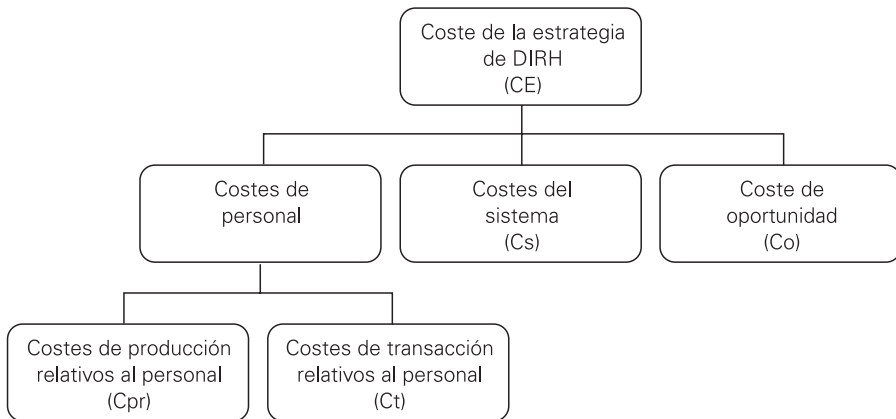 Coste de la estrategia
de DIRH
(CE)
Costes de
personal
Costes del
sistema
(Cs)
Coste de
oportunidad
(Co)
Costes de producción
relativos al personal
(Cpr)
Costes de transacción
relativos al personal
(Ct)